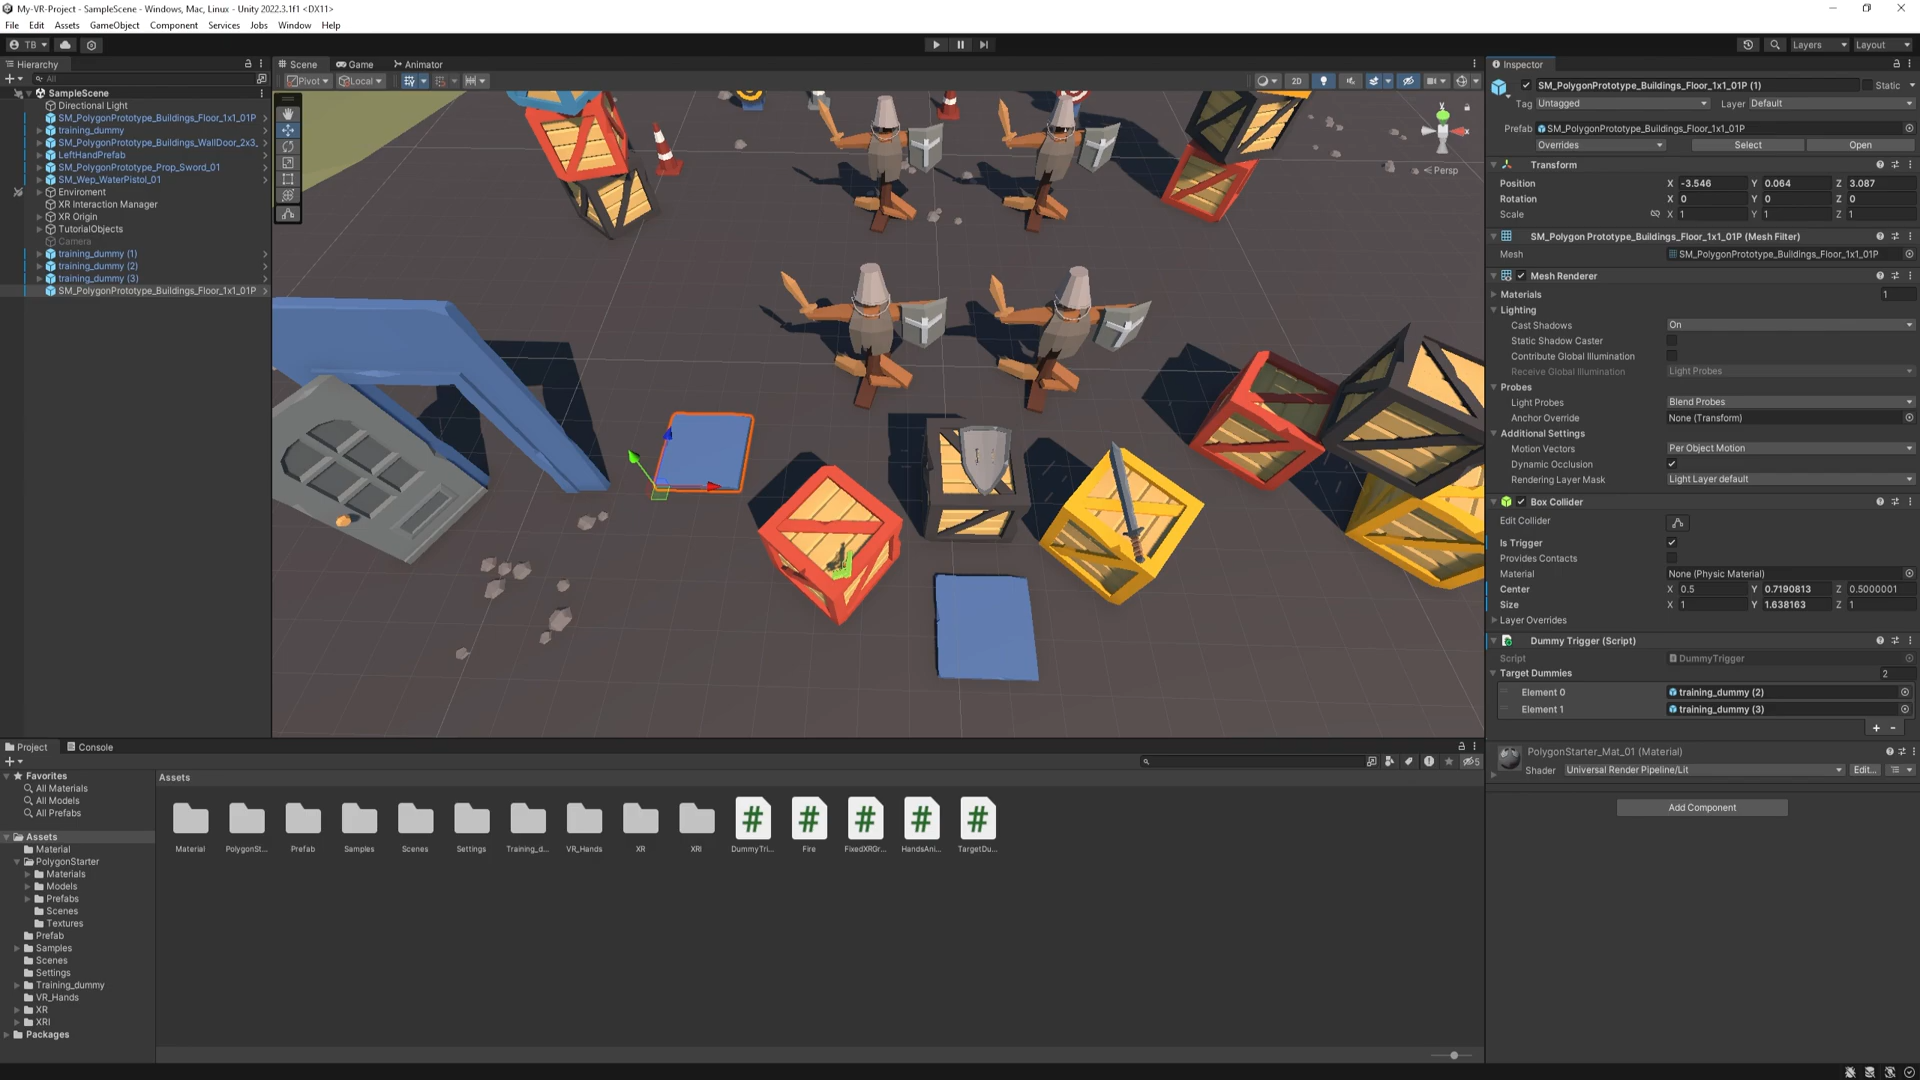 My-VR-Project - SampleScene - Windows, Mac, Linux - Unity 2022.3.1f1 <DX11>
File Edit Assets GameObject Component Services Jobs Window Help
TB Layers Layout
Hierarchy
All
SampleScene
Directional Light
SM_PolygonPrototype_Buildings_Floor_1x1_01P
training_dummy
SM_PolygonPrototype_Buildings_WallDoor_2x3_
LeftHandPrefab
SM_PolygonPrototype_Prop_Sword_01
SM_Wep_WaterPistol_01
Enviroment
XR Interaction Manager
XR Origin
TutorialObjects
Camera
training_dummy (1)
training_dummy (2)
training_dummy (3)
SM_PolygonPrototype_Buildings_Floor_1x1_01P
Scene Game Animator
Pivot Local 2D
y
Persp
Inspector
SM_PolygonPrototype_Buildings_Floor_1x1_01P (1) Static
Tag Untagged Layer Default
Prefab SM_PolygonPrototype_Buildings_Floor_1x1_01P
Overrides Select Open
Transform
Position X -3.546 Y 0.064 Z 3.087
Rotation X 0 Y 0 Z 0
Scale X 1 Y 1 Z 1
SM_Polygon Prototype_Buildings_Floor_1x1_01P (Mesh Filter)
Mesh SM_PolygonPrototype_Buildings_Floor_1x1_01P
Mesh Renderer
Materials 1
Lighting
Cast Shadows On
Static Shadow Caster
Contribute Global Illumination
Receive Global Illumination Light Probes
Probes
Light Probes Blend Probes
Anchor Override None (Transform)
Additional Settings
Motion Vectors Per Object Motion
Dynamic Occlusion
Rendering Layer Mask Light Layer default
Box Collider
Edit Collider
Is Trigger
Provides Contacts
Material None (Physic Material)
Center X 0.5 Y 0.7190813 Z 0.5000001
Size X 1 Y 1.638163 Z 1
Layer Overrides
Dummy Trigger (Script)
Script DummyTrigger
Target Dummies 2
Element 0 training_dummy (2)
Element 1 training_dummy (3)
PolygonStarter_Mat_01 (Material)
Shader Universal Render Pipeline/Lit Edit...
Add Component
Project Console
5
Favorites
All Materials
All Models
All Prefabs
Assets
Material
PolygonStarter
Materials
Models
Prefabs
Scenes
Textures
Prefab
Samples
Scenes
Settings
Training_dummy
VR_Hands
XR
XRI
Packages
Assets
Material PolygonSt... Prefab Samples Scenes Settings Training_d... VR_Hands XR XRI DummyTri... Fire FixedXRGr... HandsAni... TargetDu...